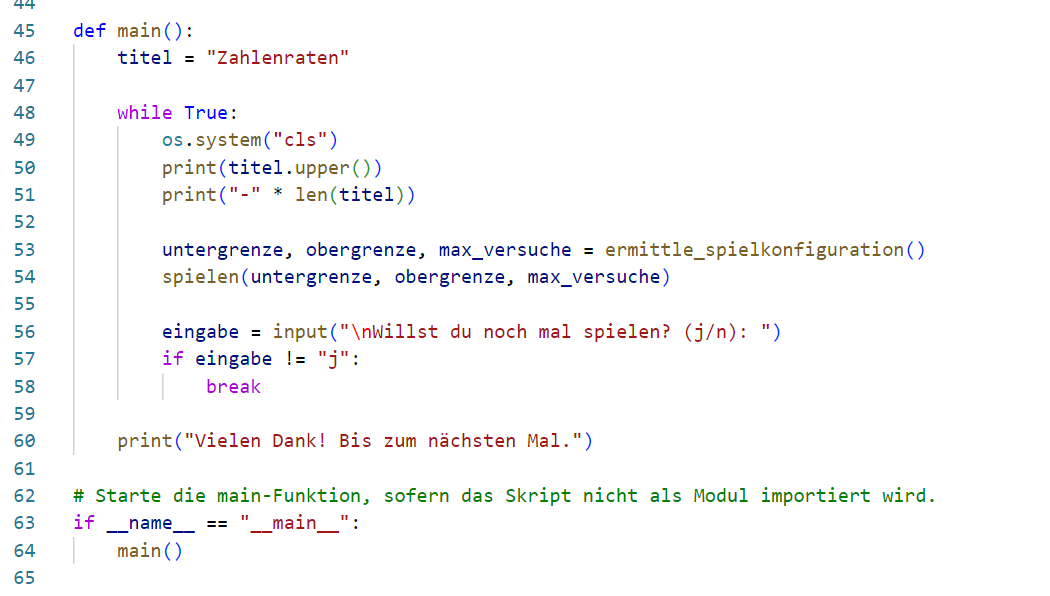 44
45 def main():
46     titel = "Zahlenraten"
47
48     while True:
49         os.system("cls")
50         print(titel.upper())
51         print("-" * len(titel))
52
53         untergrenze, obergrenze, max_versuche = ermittle_spielkonfiguration()
54         spielen(untergrenze, obergrenze, max_versuche)
55
56         eingabe = input("\nWillst du noch mal spielen? (j/n): ")
57         if eingabe != "j":
58             break
59
60     print("Vielen Dank! Bis zum nächsten Mal.")
61
62 # Starte die main-Funktion, sofern das Skript nicht als Modul importiert wird.
63 if __name__ == "__main__":
64     main()
65